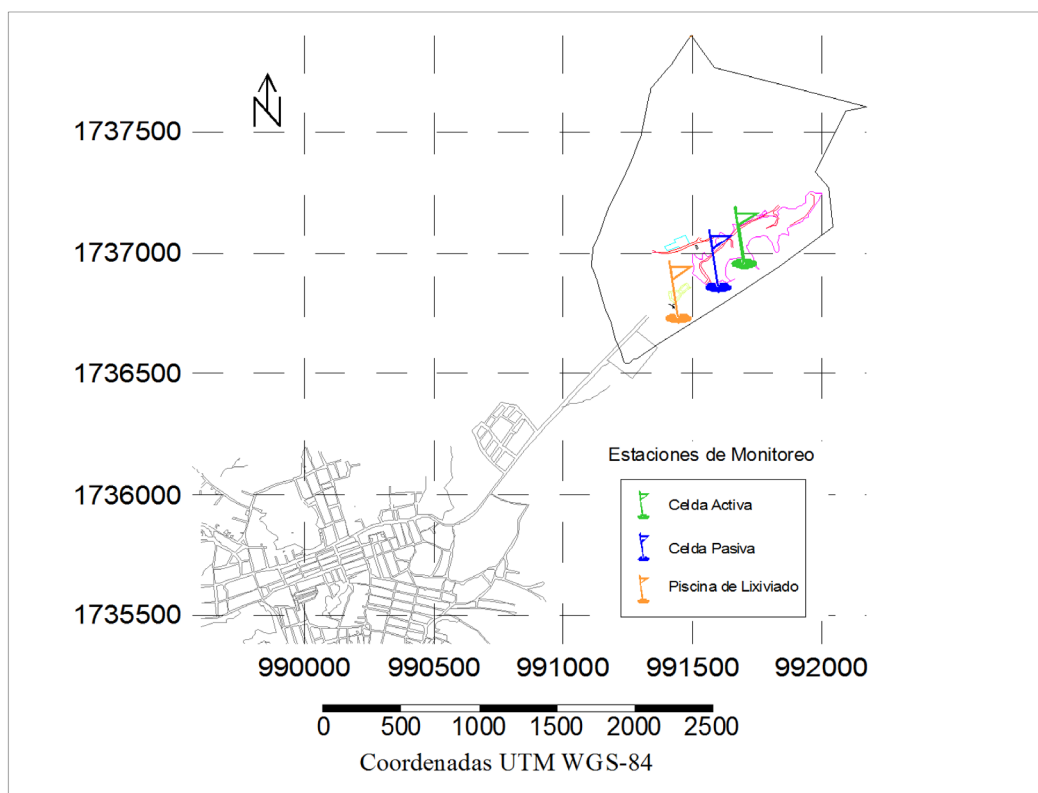 N
1737500
1737000
1736500
1736000
1735500
Estaciones de Monitoreo
Celda Activa
Celda Pasiva
Piscina de Lixiviado
990000 990500 991000 991500 992000
0 500 1000 1500 2000 2500
Coordenadas UTM WGS-84